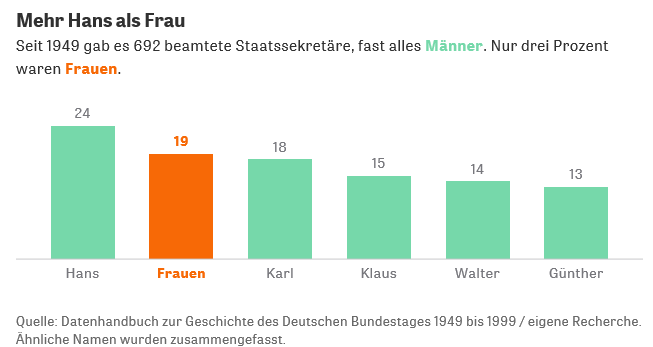 Mehr Hans als Frau
Seit 1949 gab es 692 beamtete Staatssekretäre, fast alles Männer. Nur drei Prozent
waren Frauen.
24
19
18
15
14
13
Hans
Frauen
Karl
Klaus
Walter
Günther
Quelle: Datenhandbuch zur Geschichte des Deutschen Bundestages 1949 bis 1999 / eigene Recherche.
Ähnliche Namen wurden zusammengefasst.